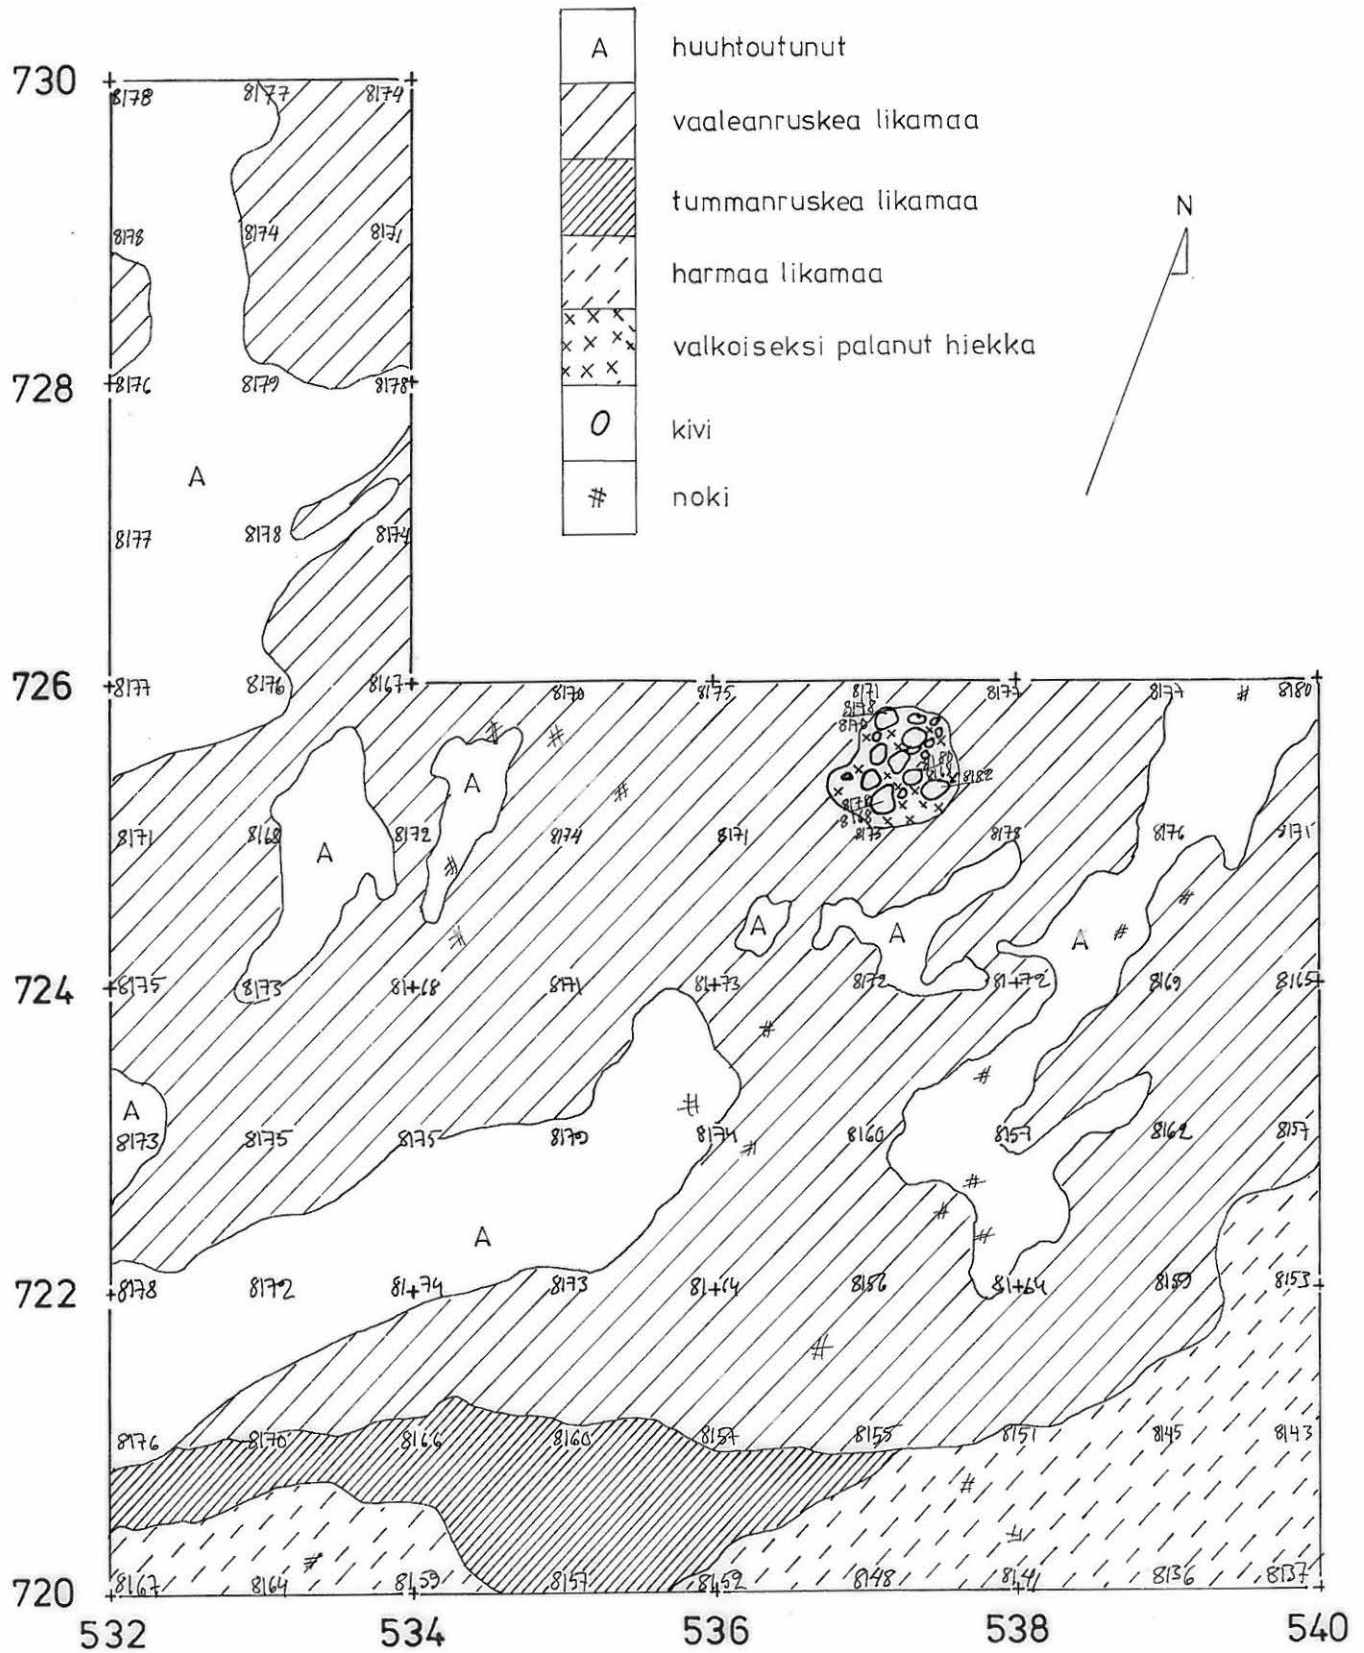 A huuhtoutunut
vaaleanruskea likamaa
tummanruskea likamaa
harmaa likamaa
valkoiseksi palanut hiekka
kivi
# noki
N
730
8178 8177 8174
8178 8174 8171
728
8176 8179 8178
A
8177 8178 8174
726
8177 8176 8167 8170 8175 8171 8177 8177 8180
8178
A
8182
8171 8168 8172 8174 8171 8173 8178 8176 8171
A
A A A
724
8175 8173 81+68 8171 81+73 8172 81+72 8169 8165
A
8173 8175 8175 8179 8174 8160 8157 8162 8157
A
722
8178 8172 81+74 8173 81+64 8156 81+64 8159 8153
8176 8170 8166 8160 8157 8155 8151 8145 8143
720
8167 8164 8159 8157 8152 8148 8141 8136 8137
532 534 536 538 540